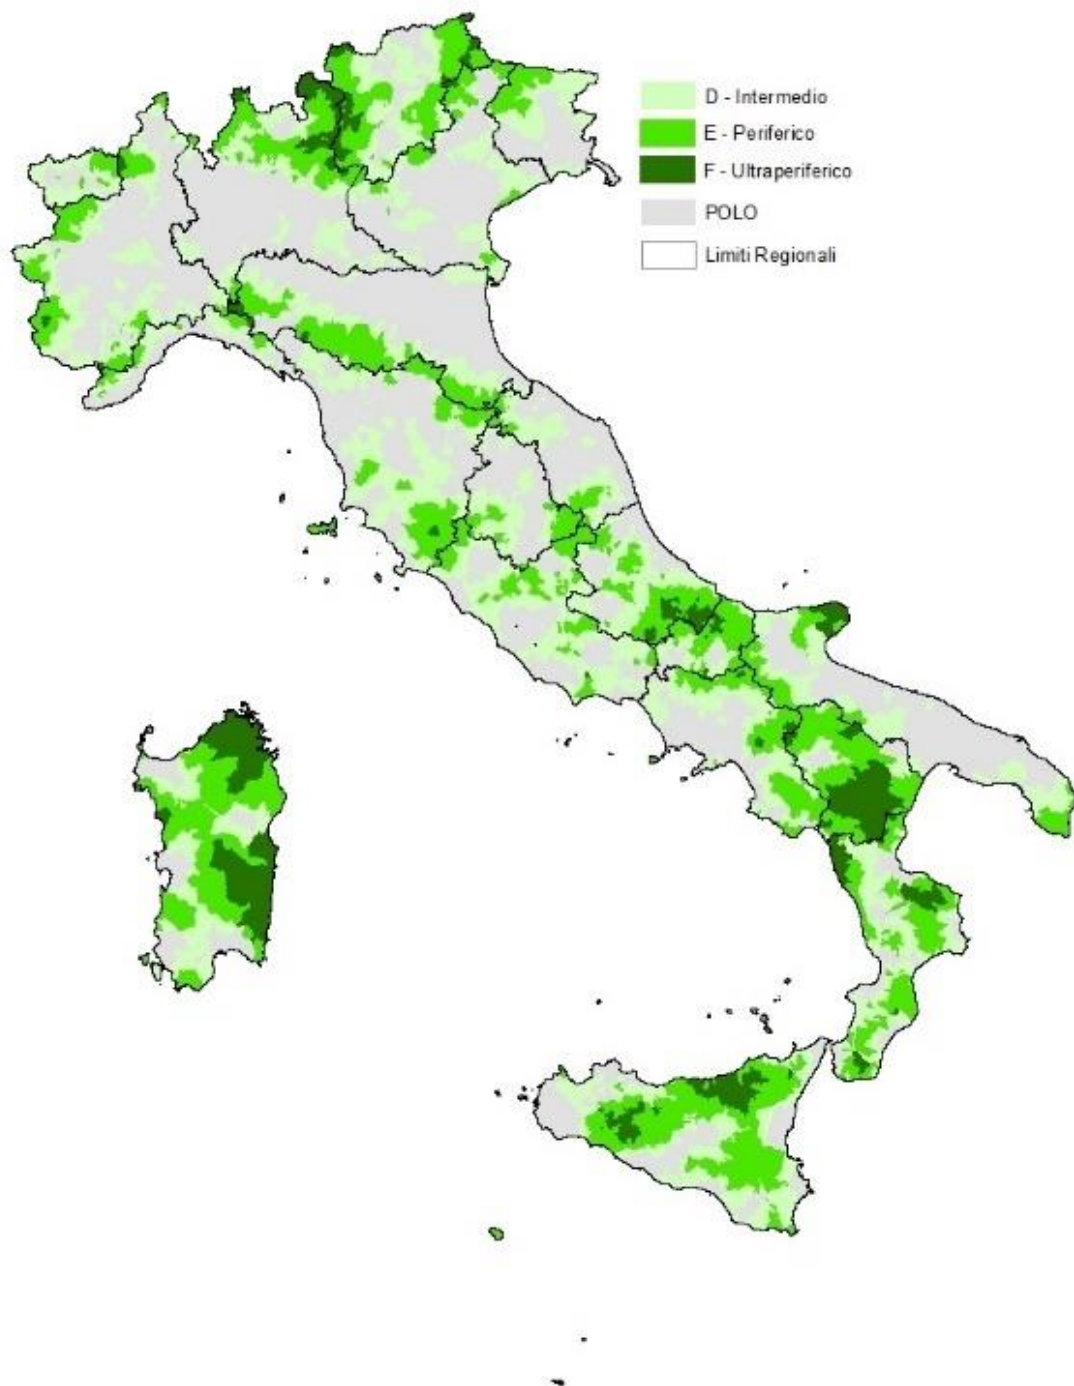 D - Intermedio
E - Periferico
F - Ultraperiferico
POLO
Limiti Regionali